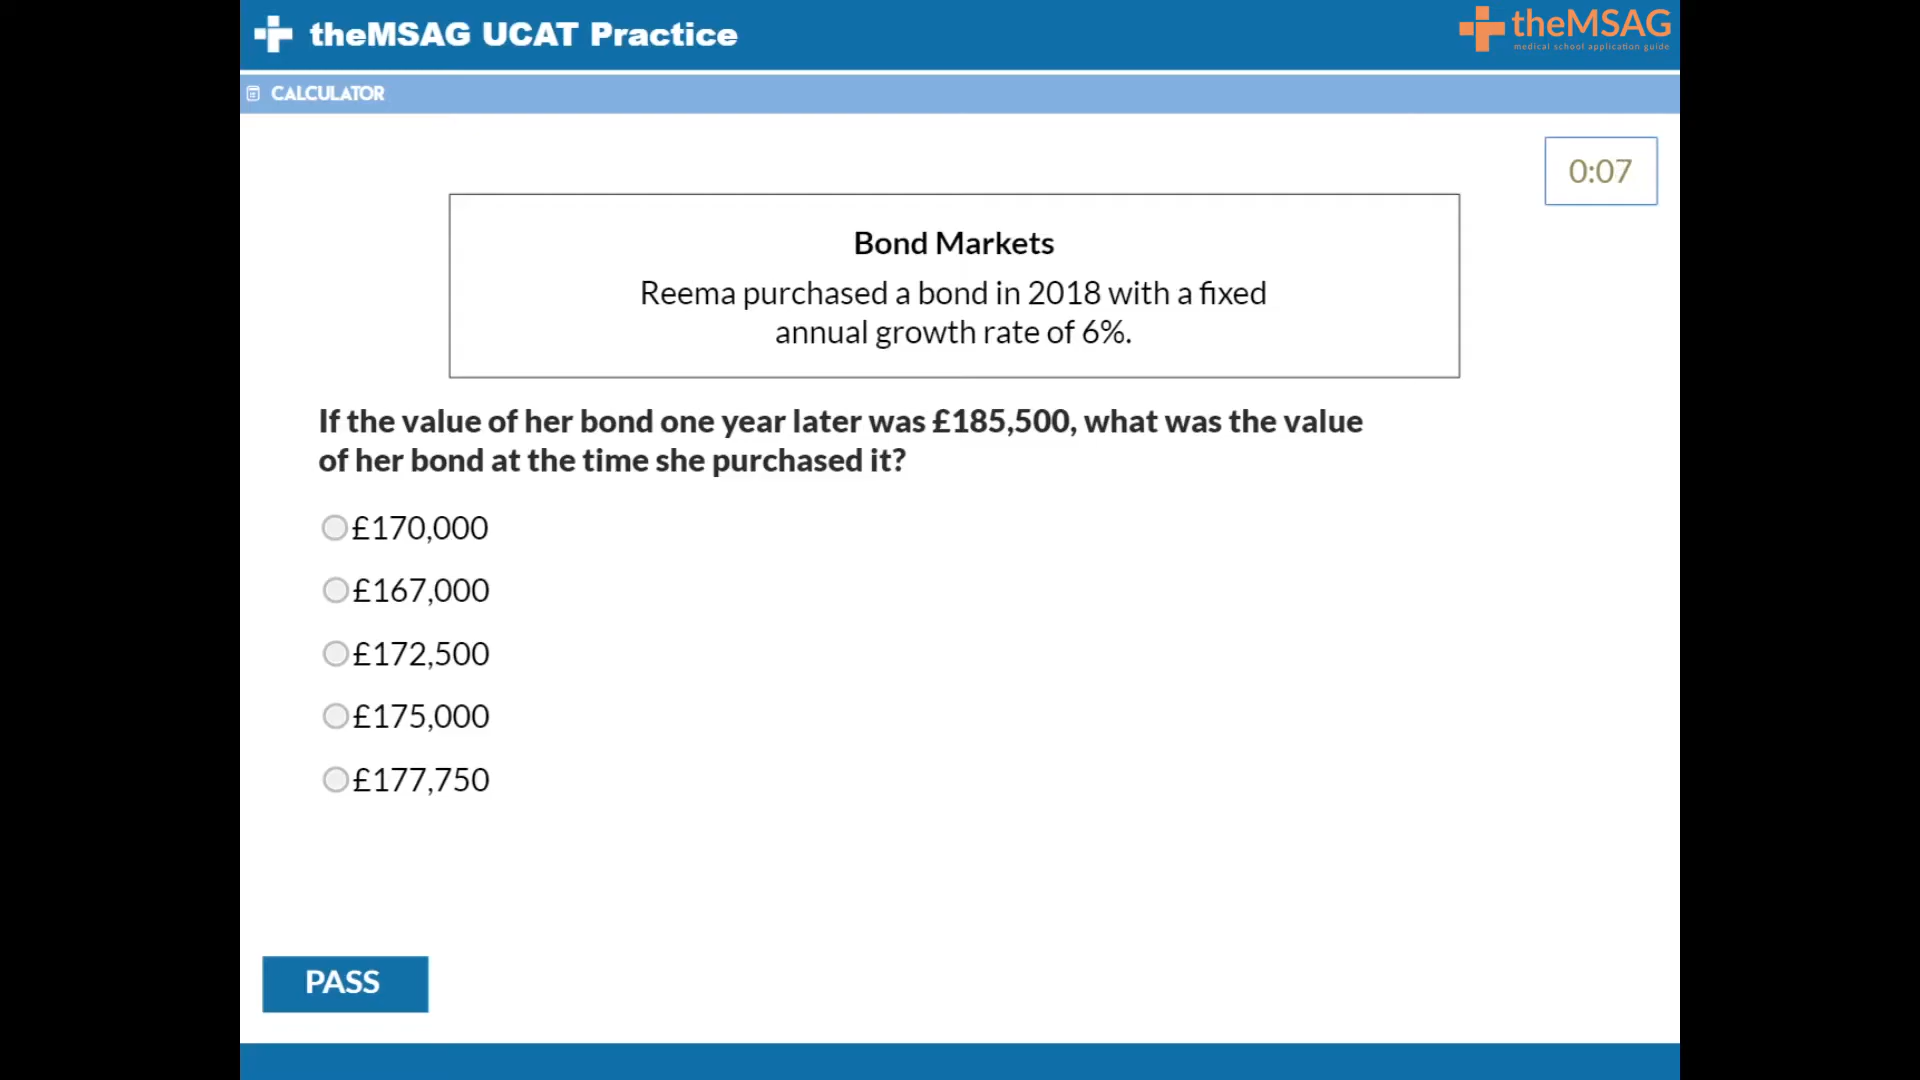 theMSAG UCAT Practice
theMSAG
medical school application guide
CALCULATOR
0:07
Bond Markets
Reema purchased a bond in 2018 with a fixed
annual growth rate of 6%.
If the value of her bond one year later was £185,500, what was the value
of her bond at the time she purchased it?
£170,000
£167,000
£172,500
£175,000
£177,750
PASS